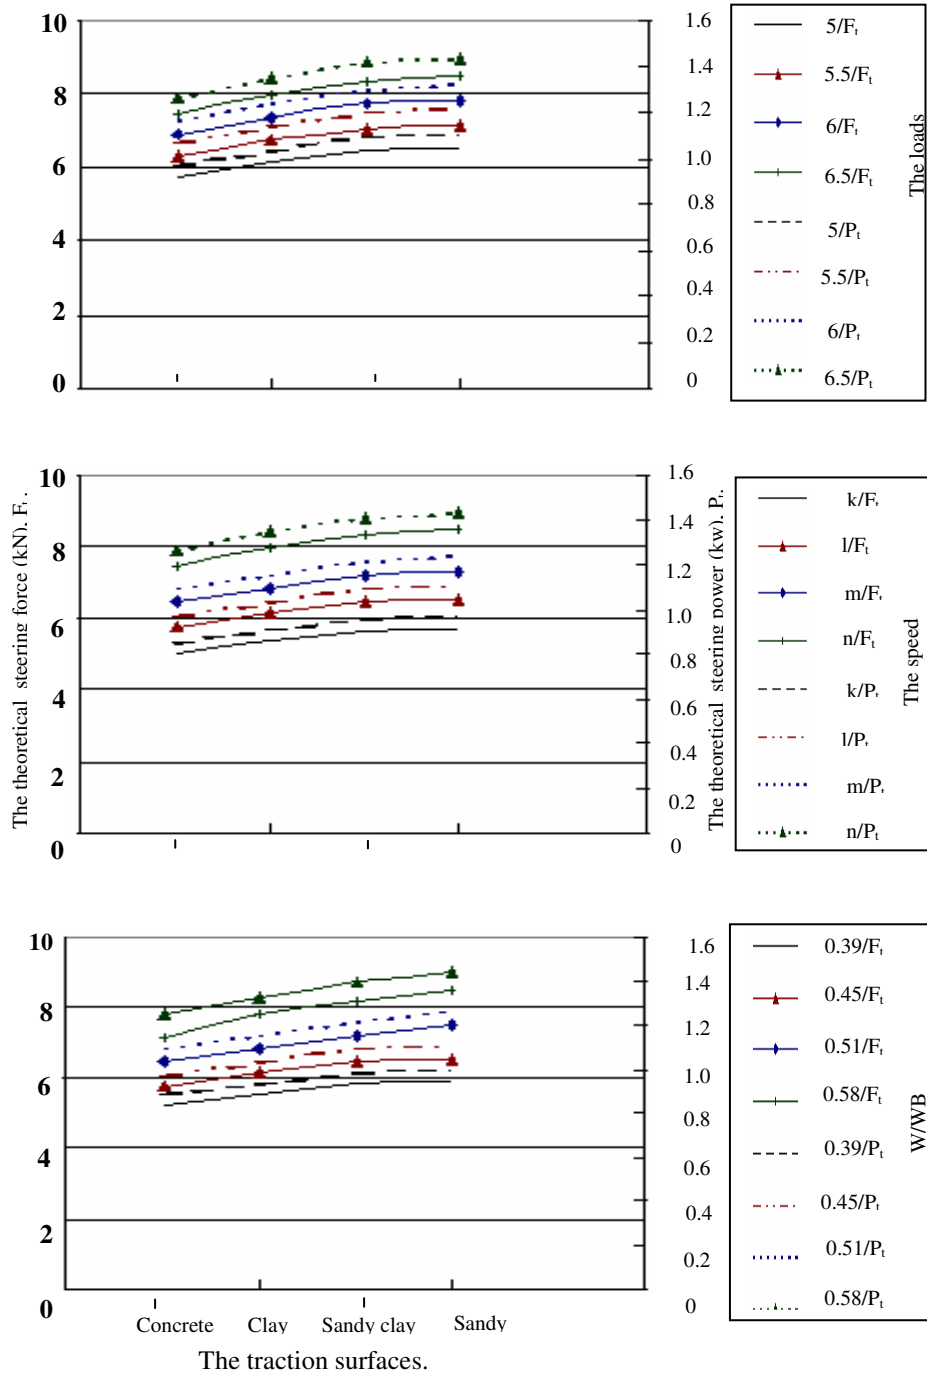 10
8
6
4
2
0
1.6
1.4
1.2
1.0
0.8
0.6
0.4
0.2
0
5/Ft
5.5/Ft
6/Ft
6.5/Ft
5/Pt
5.5/Pt
6/Pt
6.5/Pt
The loads
The theoretical steering force (kN), Ft.
10
8
6
4
2
0
1.6
1.4
1.2
1.0
0.8
0.6
0.4
0.2
0
The theoretical steering power (kw), Pt.
k/Ft
l/Ft
m/Ft
n/Ft
k/Pt
l/Pt
m/Pt
n/Pt
The speed
10
8
6
4
2
0
1.6
1.4
1.2
1.0
0.8
0.6
0.4
0.2
0
0.39/Ft
0.45/Ft
0.51/Ft
0.58/Ft
0.39/Pt
0.45/Pt
0.51/Pt
0.58/Pt
W/WB
Concrete Clay Sandy clay Sandy
The traction surfaces.